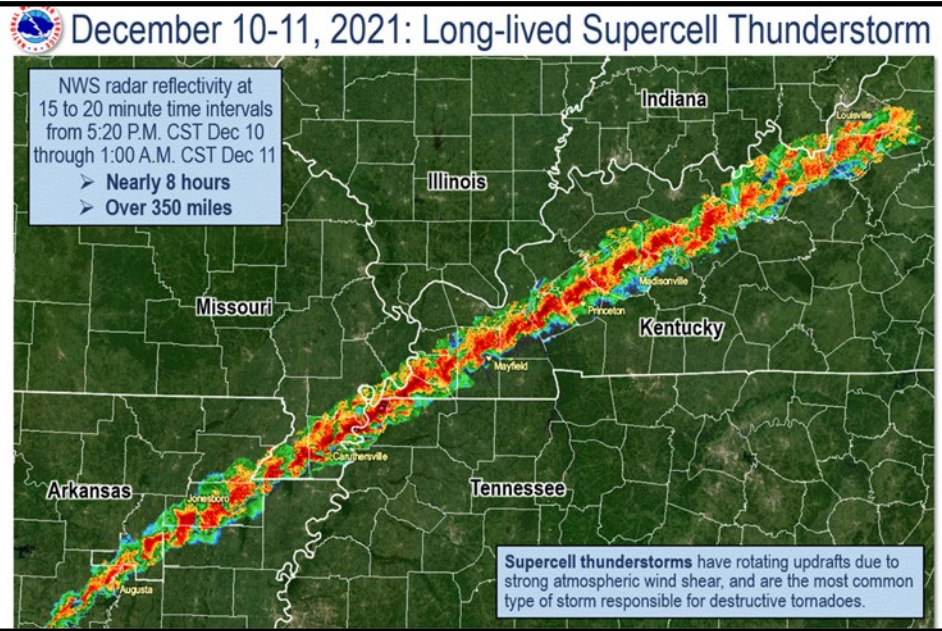 December 10-11, 2021: Long-lived Supercell Thunderstorm
NWS radar reflectivity at
15 to 20 minute time intervals
from 5:20 P.M. CST Dec 10
through 1:00 A.M. CST Dec 11
➢ Nearly 8 hours
➢ Over 350 miles
Indiana
Louisville
Illinois
Madisonville
Missouri
Princeton
Kentucky
Mayfield
Caruthersville
Arkansas
Jonesboro
Tennessee
Augusta
Supercell thunderstorms have rotating updrafts due to
strong atmospheric wind shear, and are the most common
type of storm responsible for destructive tornadoes.